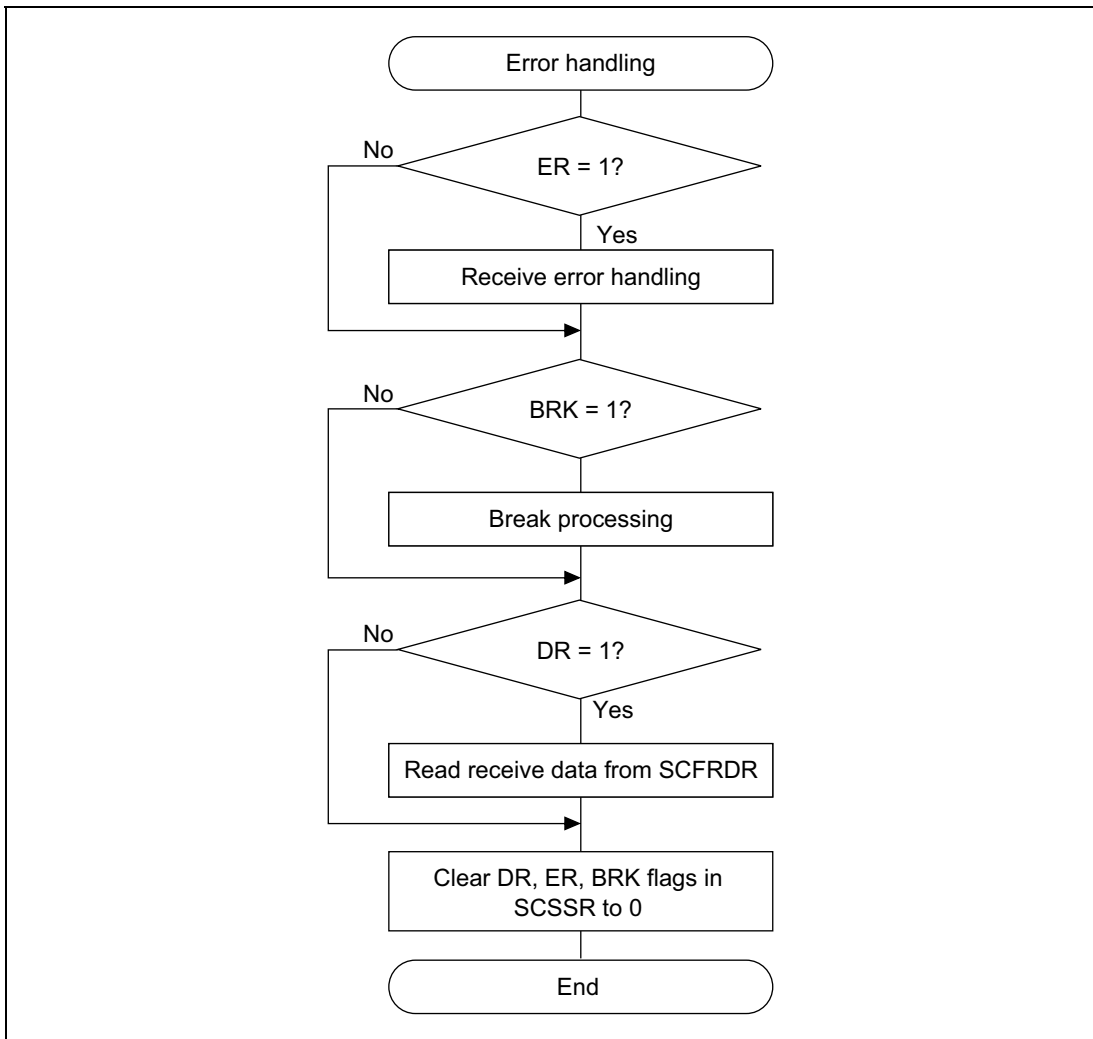 Error handling
No
ER = 1?
Yes
Receive error handling
No
BRK = 1?
Break processing
No
DR = 1?
Yes
Read receive data from SCFRDR
Clear DR, ER, BRK flags in
SCSSR to 0
End